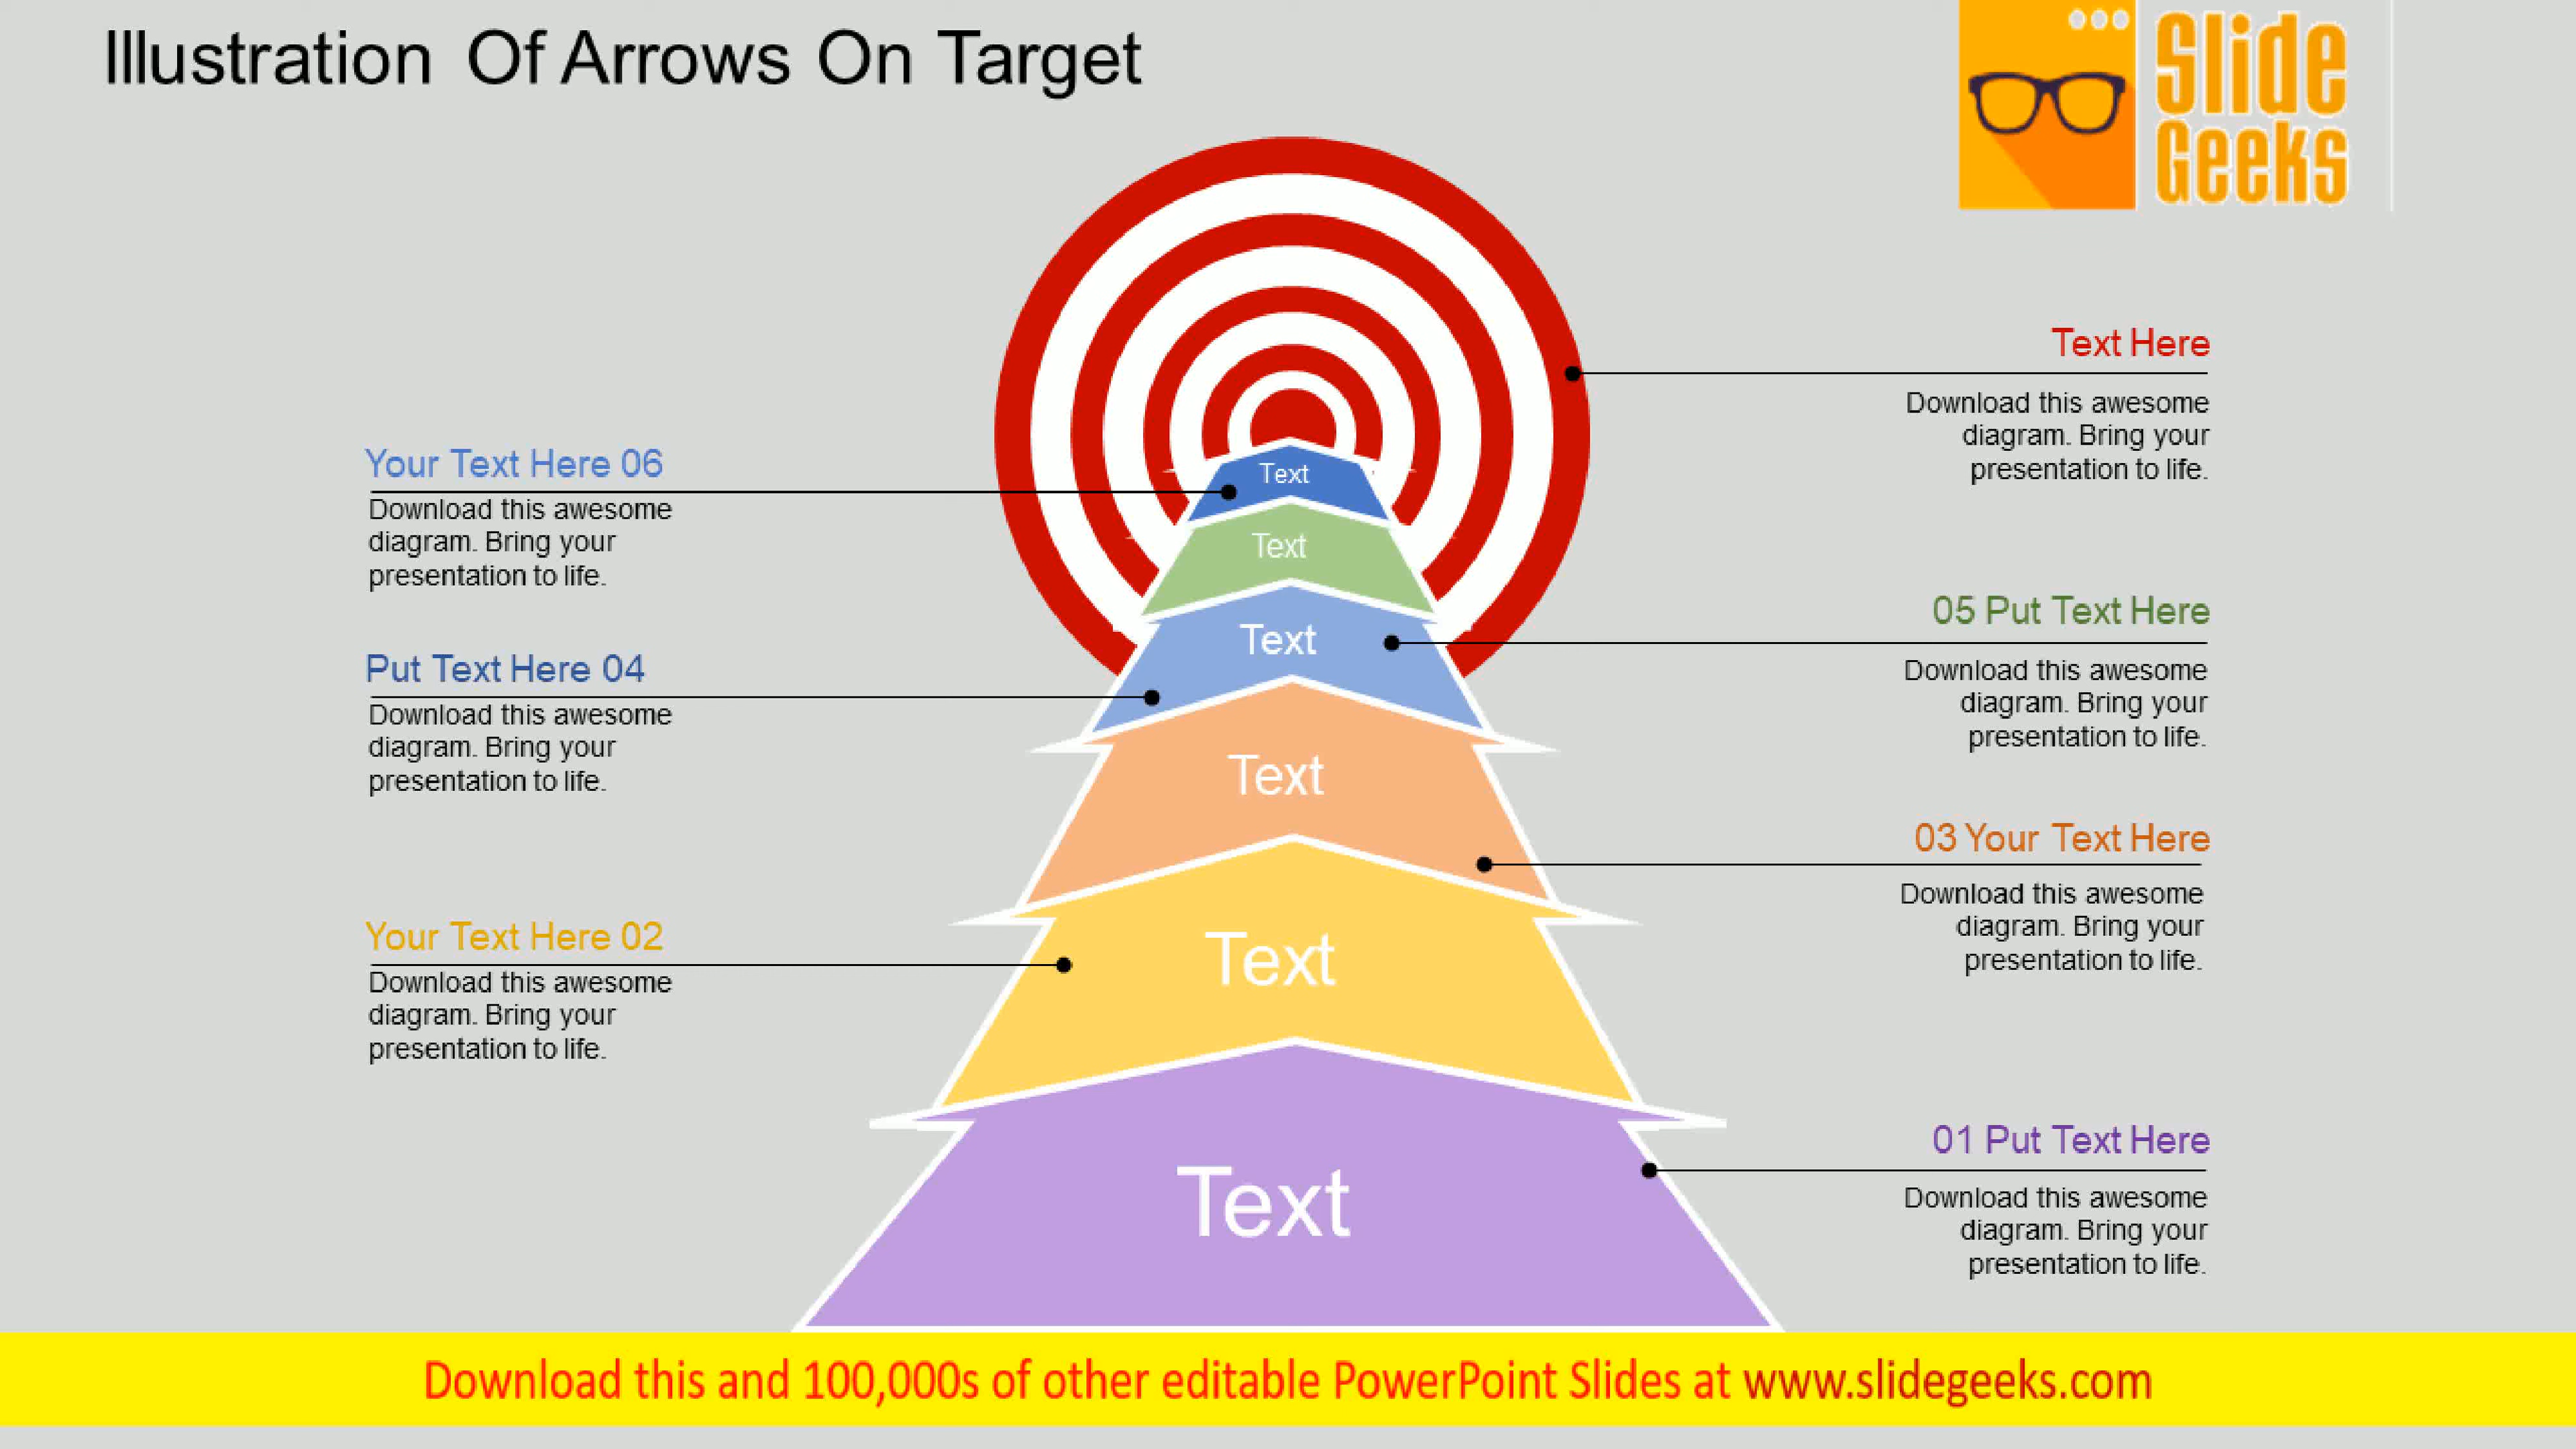 Illustration Of Arrows On Target
Slide
Geeks
Text Here
Download this awesome
diagram. Bring your
presentation to life.
Your Text Here 06
Download this awesome
diagram. Bring your
presentation to life.
05 Put Text Here
Download this awesome
diagram. Bring your
presentation to life.
Put Text Here 04
Download this awesome
diagram. Bring your
presentation to life.
03 Your Text Here
Download this awesome
diagram. Bring your
presentation to life.
Your Text Here 02
Download this awesome
diagram. Bring your
presentation to life.
01 Put Text Here
Download this awesome
diagram. Bring your
presentation to life.
Text
Text
Text
Text
Text
Text
Download this and 100,000s of other editable PowerPoint Slides at www.slidegeeks.com